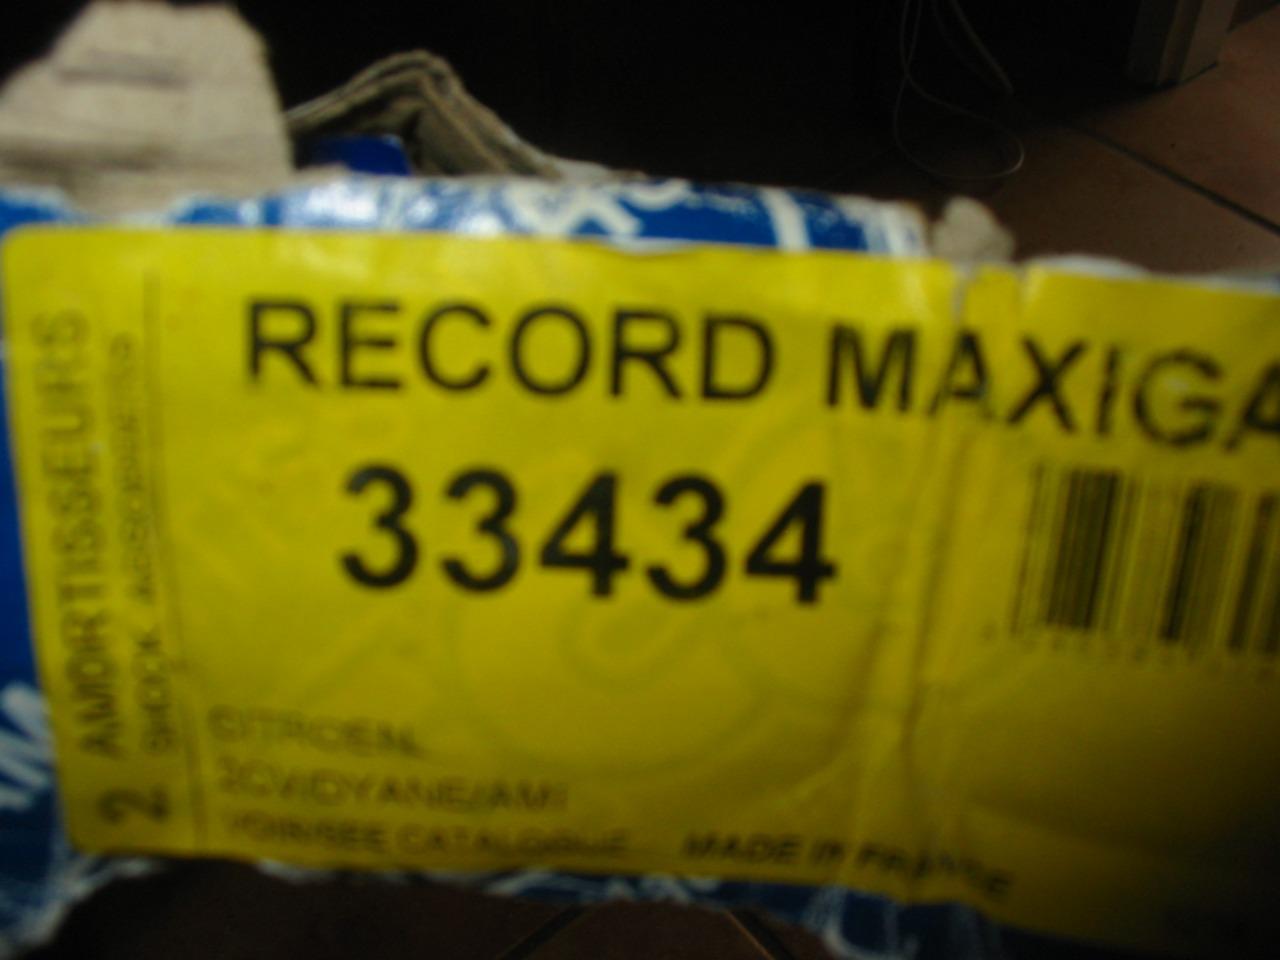 RECORD MAXIGA
33434
2 AMORTISSEURS
SHOCK ABSORBERS
CITROEN
2CV/DYANE/AMI
VOIR/SEE CATALOGUE
MADE IN FRANCE